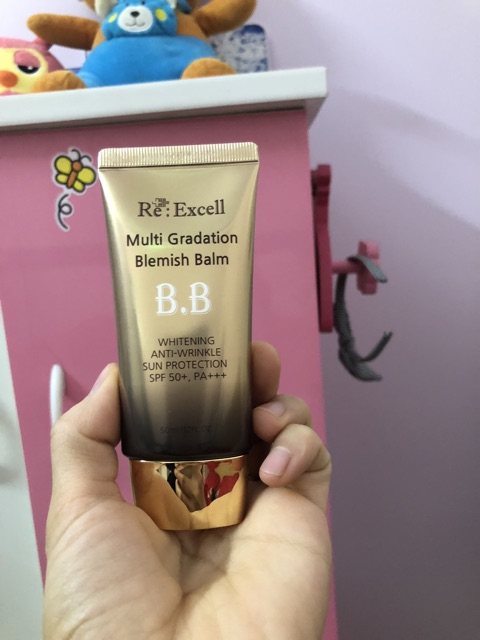 Re:Excell
Multi Gradation
Blemish Balm
B.B
WHITENING
ANTI-WRINKLE
SUN PROTECTION
SPF 50+, PA+++